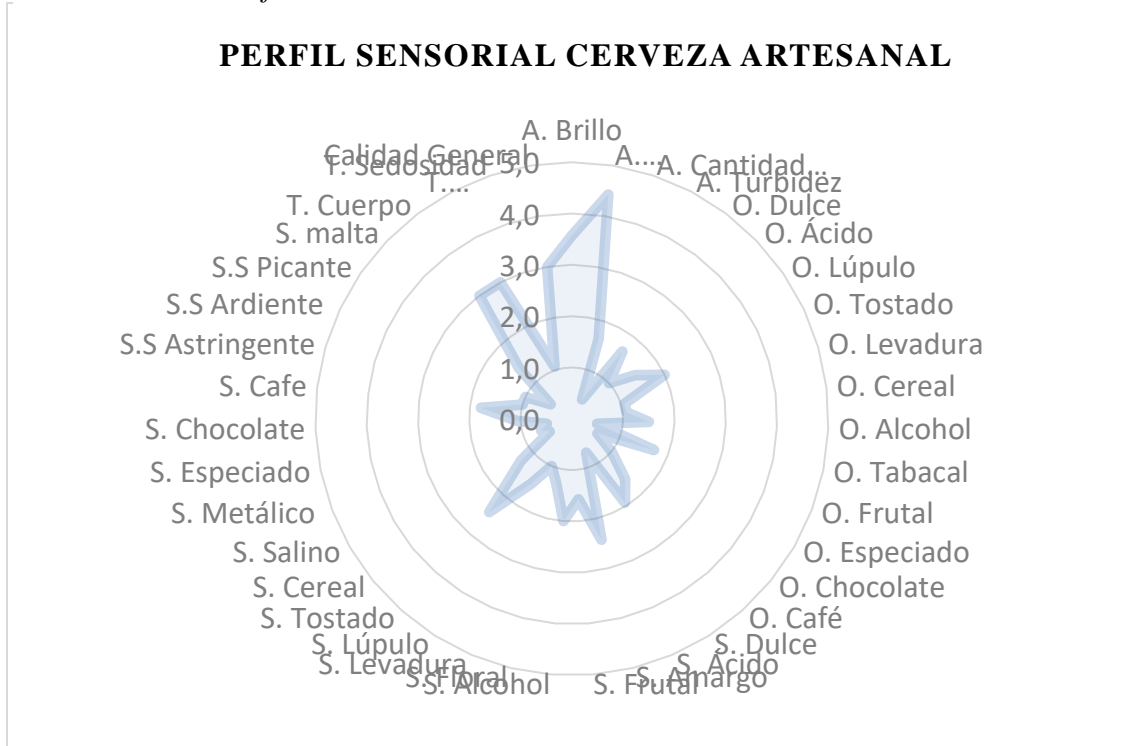 PERFIL SENSORIAL CERVEZA ARTESANAL
A. Brillo
A....
A. Cantidad...
A. Turbidez
O. Dulce
O. Ácido
O. Lúpulo
O. Tostado
O. Levadura
O. Cereal
O. Alcohol
O. Tabacal
O. Frutal
O. Especiado
O. Chocolate
O. Café
S. Dulce
S. Ácido
S. Amargo
S. Frutal
S. Alcohol
S. Floral
S. Levadura
S. Lúpulo
S. Tostado
S. Cereal
S. Salino
S. Metálico
S. Especiado
S. Chocolate
S. Cafe
S.S Astringente
S.S Ardiente
S.S Picante
S. malta
T. Cuerpo
T....
T. Sedosidad
Calidad General
5,0
4,0
3,0
2,0
1,0
0,0